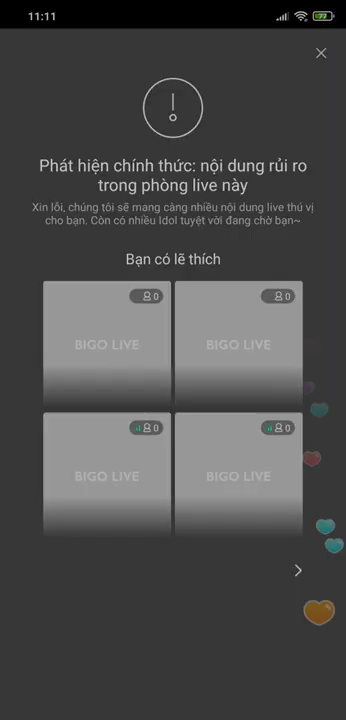 11:11
77
Phát hiện chính thức: nội dung rủi ro
trong phòng live này
Xin lỗi, chúng tôi sẽ mang càng nhiều nội dung live thú vị
cho bạn. Còn có nhiều Idol tuyệt vời đang chờ bạn~
Bạn có lẽ thích
0
0
BIGO LIVE
BIGO LIVE
0
0
BIGO LIVE
BIGO LIVE